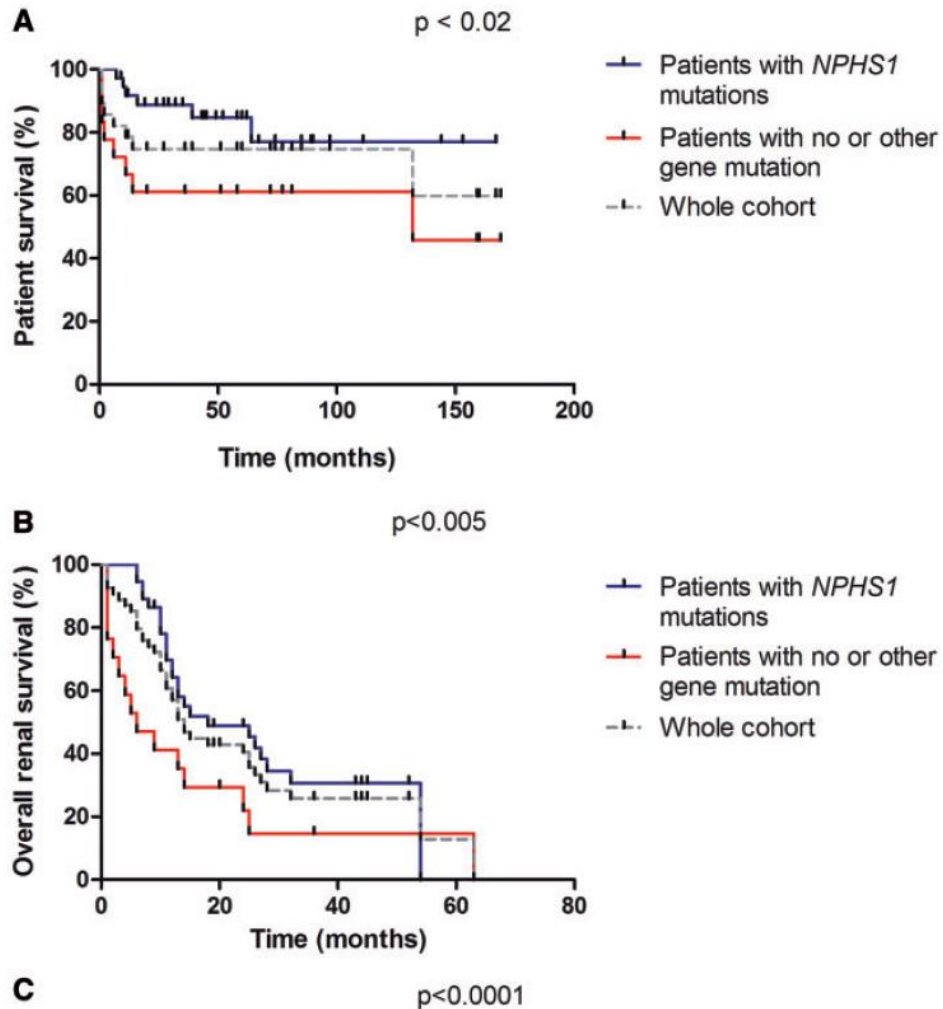 A
p < 0.02
Patient survival (%)
100
80
60
40
20
0
0 50 100 150 200
Time (months)
Patients with NPHS1
mutations
Patients with no or other
gene mutation
Whole cohort
B
p<0.005
Overall renal survival (%)
100
80
60
40
20
0
0 20 40 60 80
Time (months)
Patients with NPHS1
mutations
Patients with no or other
gene mutation
Whole cohort
C
p<0.0001